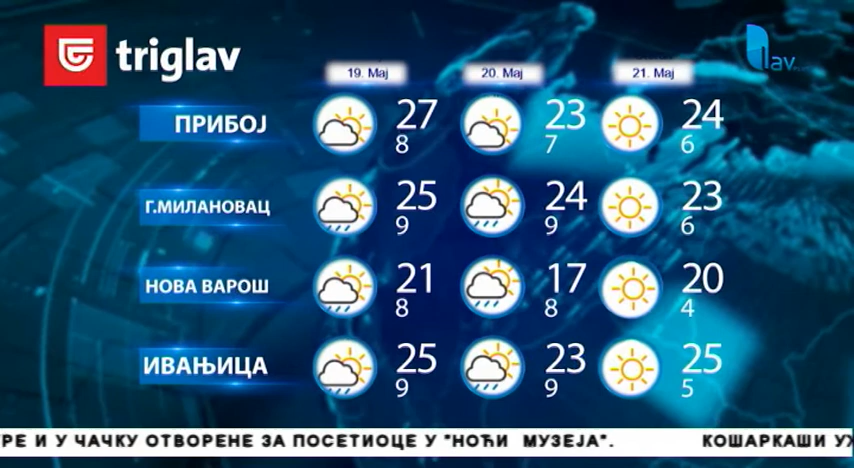 triglav
lav
19. Мај 20. Мај 21. Мај
ПРИБОЈ 27 8 23 7 24 6
Г.МИЛАНОВАЦ 25 9 24 9 23 6
НОВА ВАРОШ 21 8 17 8 20 4
ИВАЊИЦА 25 9 23 9 25 5
РЕ И У ЧАЧКУ ОТВОРЕНЕ ЗА ПОСЕТИОЦЕ У "НОЋИ МУЗЕЈА". КОШАРКАШИ УЖ